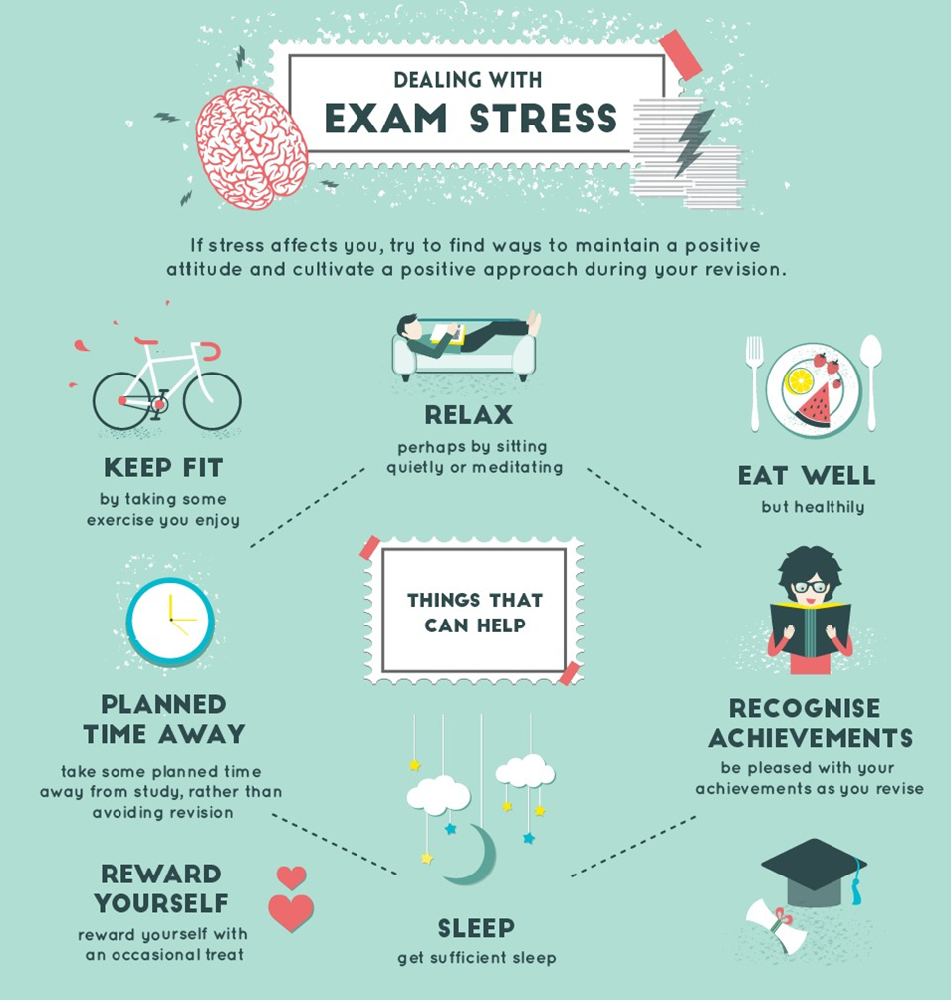 DEALING WITH
EXAM STRESS
If stress affects you, try to find ways to maintain a positive
attitude and cultivate a positive approach during your revision.
KEEP FIT
by taking some
exercise you enjoy
RELAX
perhaps by sitting
quietly or meditating
EAT WELL
but healthily
THINGS THAT
CAN HELP
PLANNED
TIME AWAY
take some planned time
away from study, rather than
avoiding revision
RECOGNISE
ACHIEVEMENTS
be pleased with your
achievements as you revise
REWARD
YOURSELF
reward yourself with
an occasional treat
SLEEP
get sufficient sleep